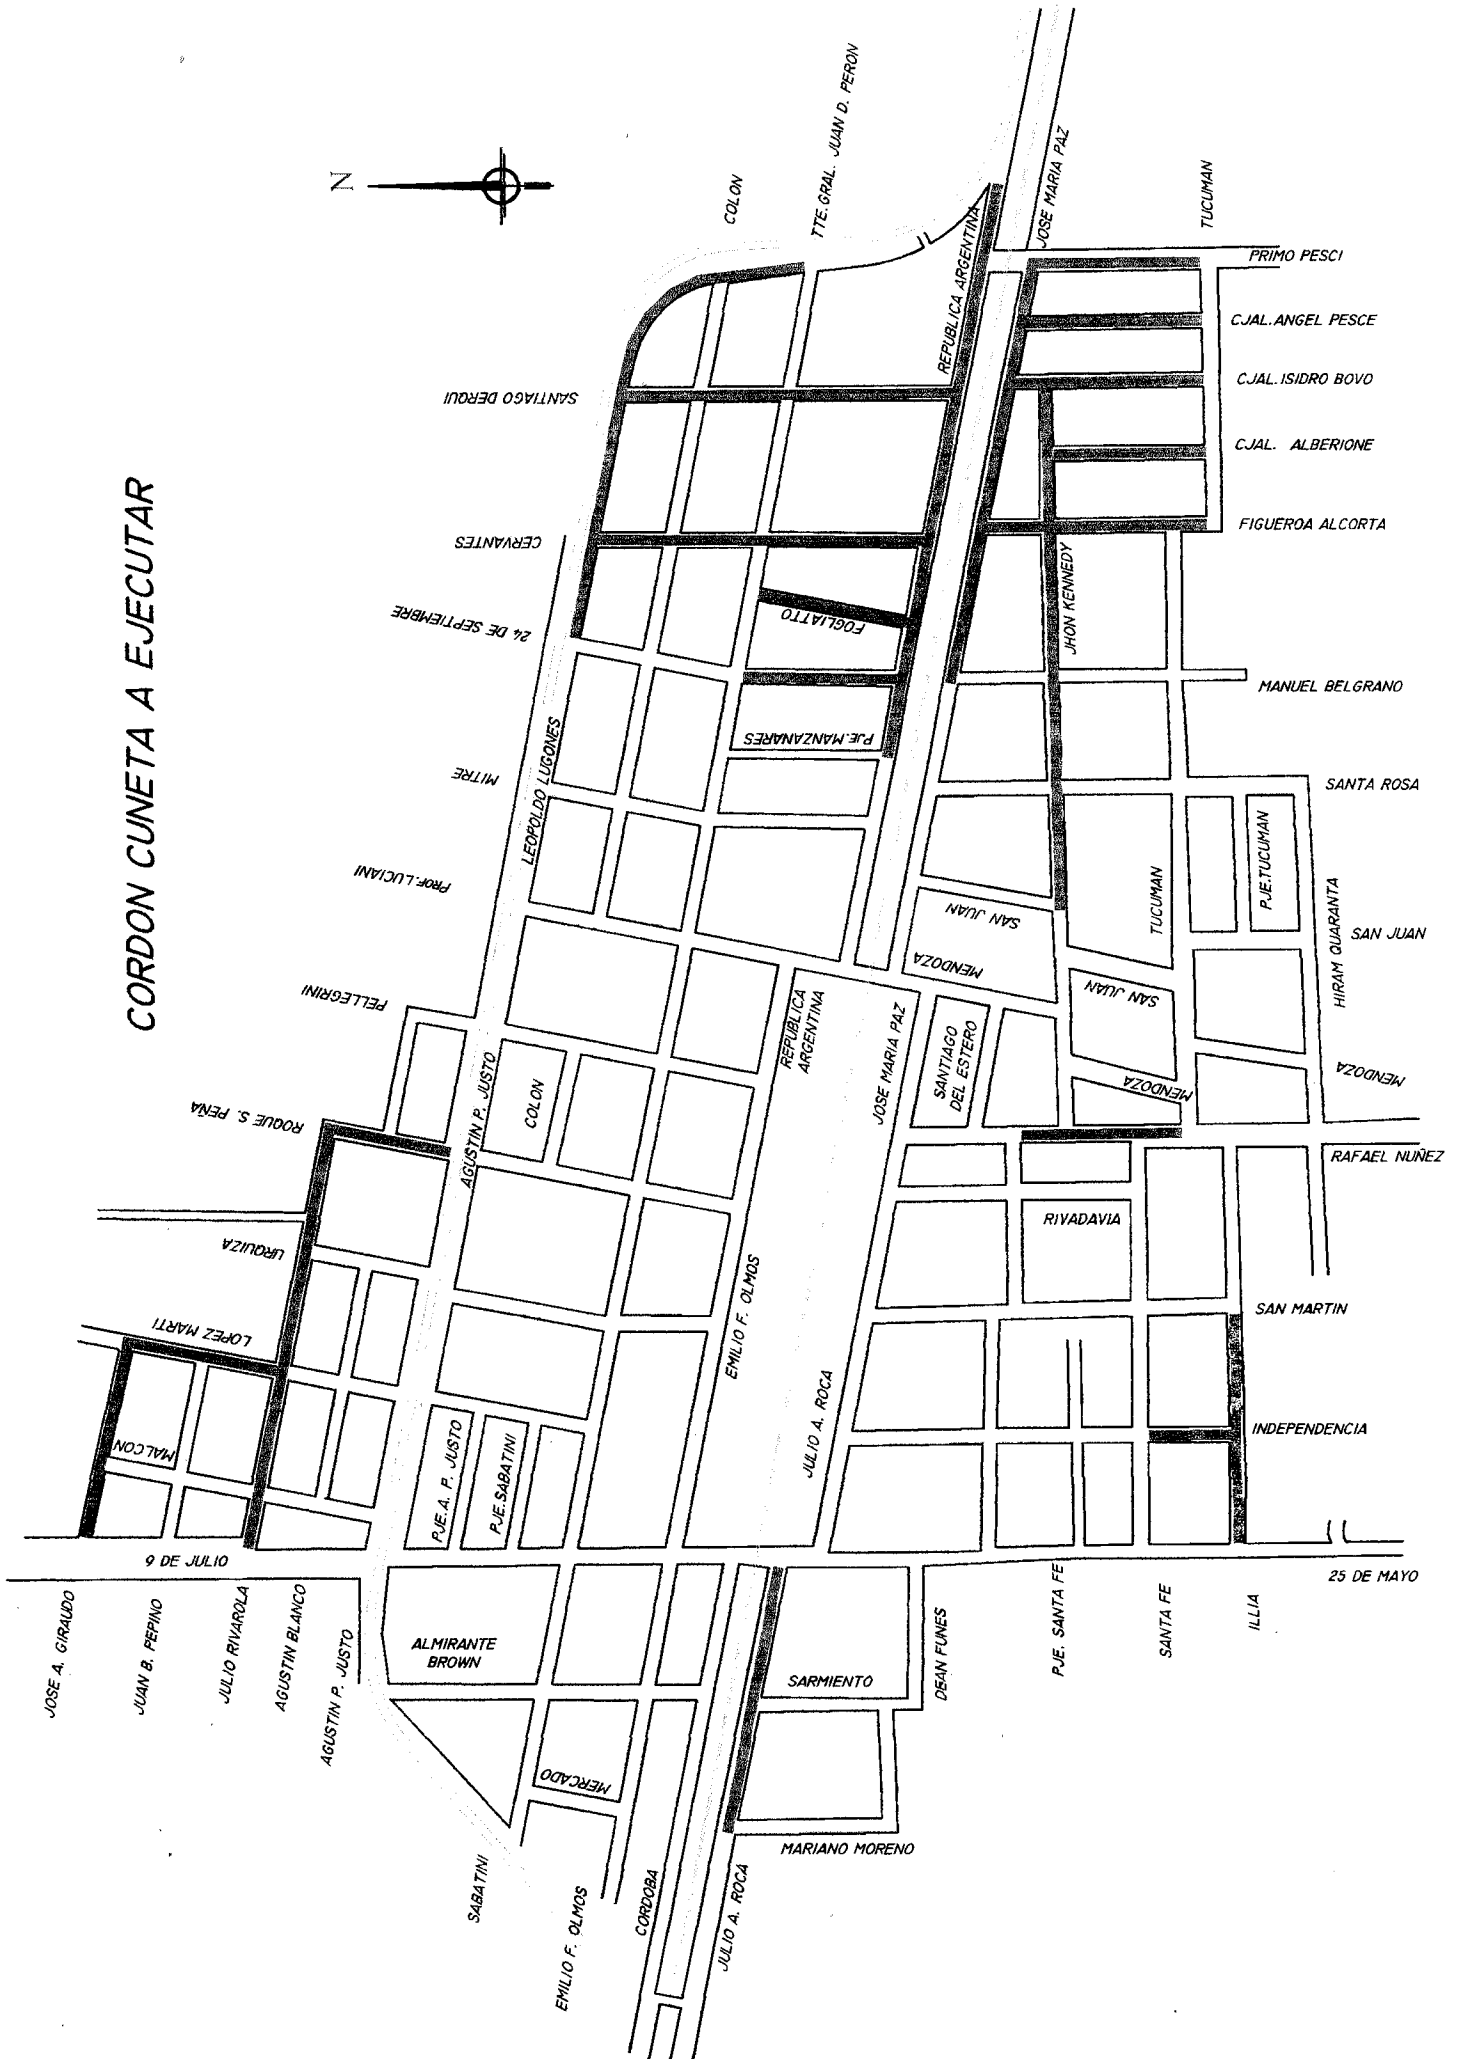 CORDON CUNETA A EJECUTAR
N
COLON
TTE.GRAL. JUAN D. PERON
JOSE MARIA PAZ
TUCUMAN
REPUBLICA ARGENTINA
PRIMO PESCI
CJAL.ANGEL PESCE
CJAL.ISIDRO BOVO
CJAL. ALBERIONE
FIGUEROA ALCORTA
SANTIAGO DERQUI
CERVANTES
24 DE SEPTIEMBRE
FOGLIATTO
JHON KENNEDY
MANUEL BELGRANO
PJE.MANZANARES
LEOPOLDO LUGONES
MITRE
SANTA ROSA
PROF.LUCIANI
SAN JUAN
TUCUMAN
PJE.TUCUMAN
HIRAM QUARANTA
SAN JUAN
MENDOZA
SAN JUAN
PELLEGRINI
REPUBLICA
ARGENTINA
JOSE MARIA PAZ
SANTIAGO
DEL ESTERO
MENDOZA
MENDOZA
AGUSTIN P. JUSTO
COLON
ROQUE S. PEÑA
RAFAEL NUÑEZ
RIVADAVIA
URQUIZA
LOPEZ MARTI
EMILIO F. OLMOS
SAN MARTIN
JULIO A. ROCA
INDEPENDENCIA
MALCON
PJE.A. P. JUSTO
PJE.SABATINI
9 DE JULIO
25 DE MAYO
JOSE A. GIRAUDO
JUAN B. PEPINO
JULIO RIVAROLA
AGUSTIN BLANCO
AGUSTIN P. JUSTO
ALMIRANTE
BROWN
SARMIENTO
DEAN FUNES
PJE. SANTA FE
SANTA FE
ILLIA
MERCADO
MARIANO MORENO
SABATINI
EMILIO F. OLMOS
CORDOBA
JULIO A. ROCA